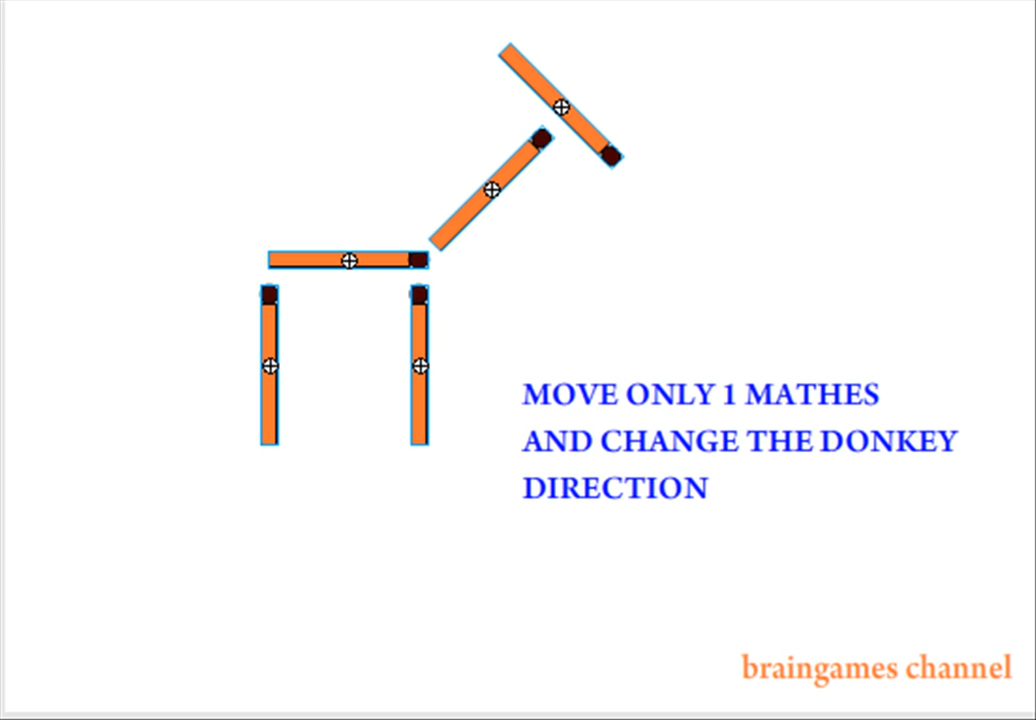 MOVE ONLY 1 MATHES
AND CHANGE THE DONKEY
DIRECTION
braingames channel